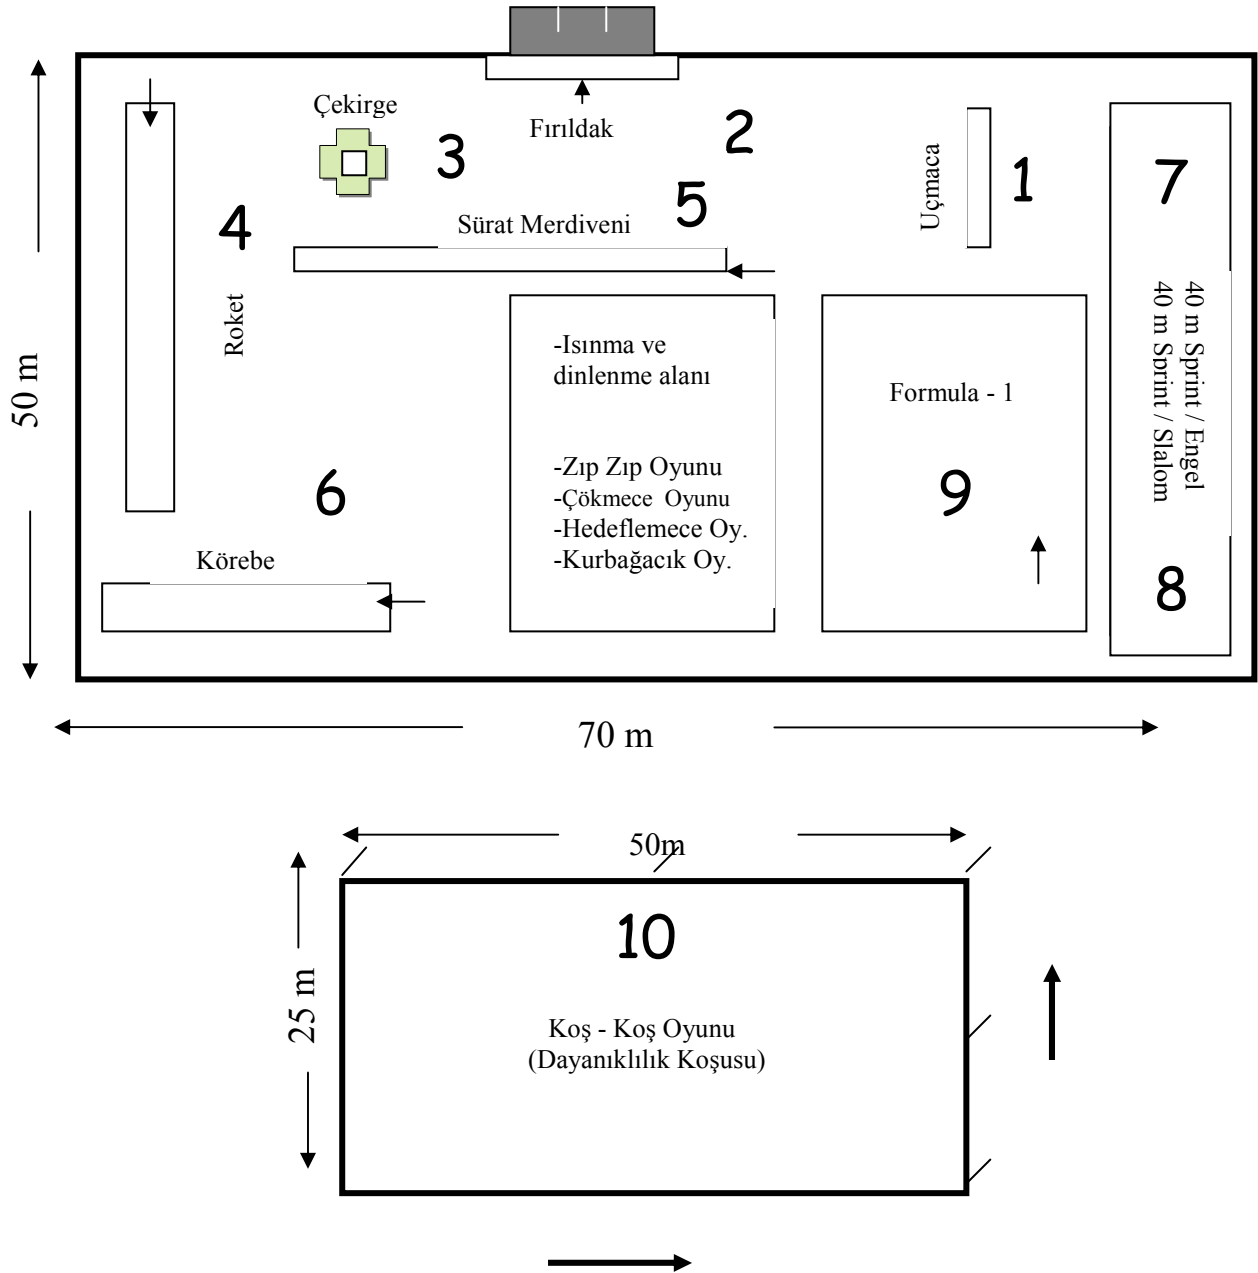 Çekirge
Fırıldak
2
3
Uçmaca
1
7
4
Sürat Merdiveni
5
Roket
50 m
-Isınma ve
dinlenme alanı
-Zıp Zıp Oyunu
-Çökmece Oyunu
-Hedeflemece Oy.
-Kurbağacık Oy.
Formula - 1
9
40 m Sprint / Engel
40 m Sprint / Slalom
8
6
Körebe
70 m
50m
25 m
10
Koş - Koş Oyunu
(Dayanıklılık Koşusu)